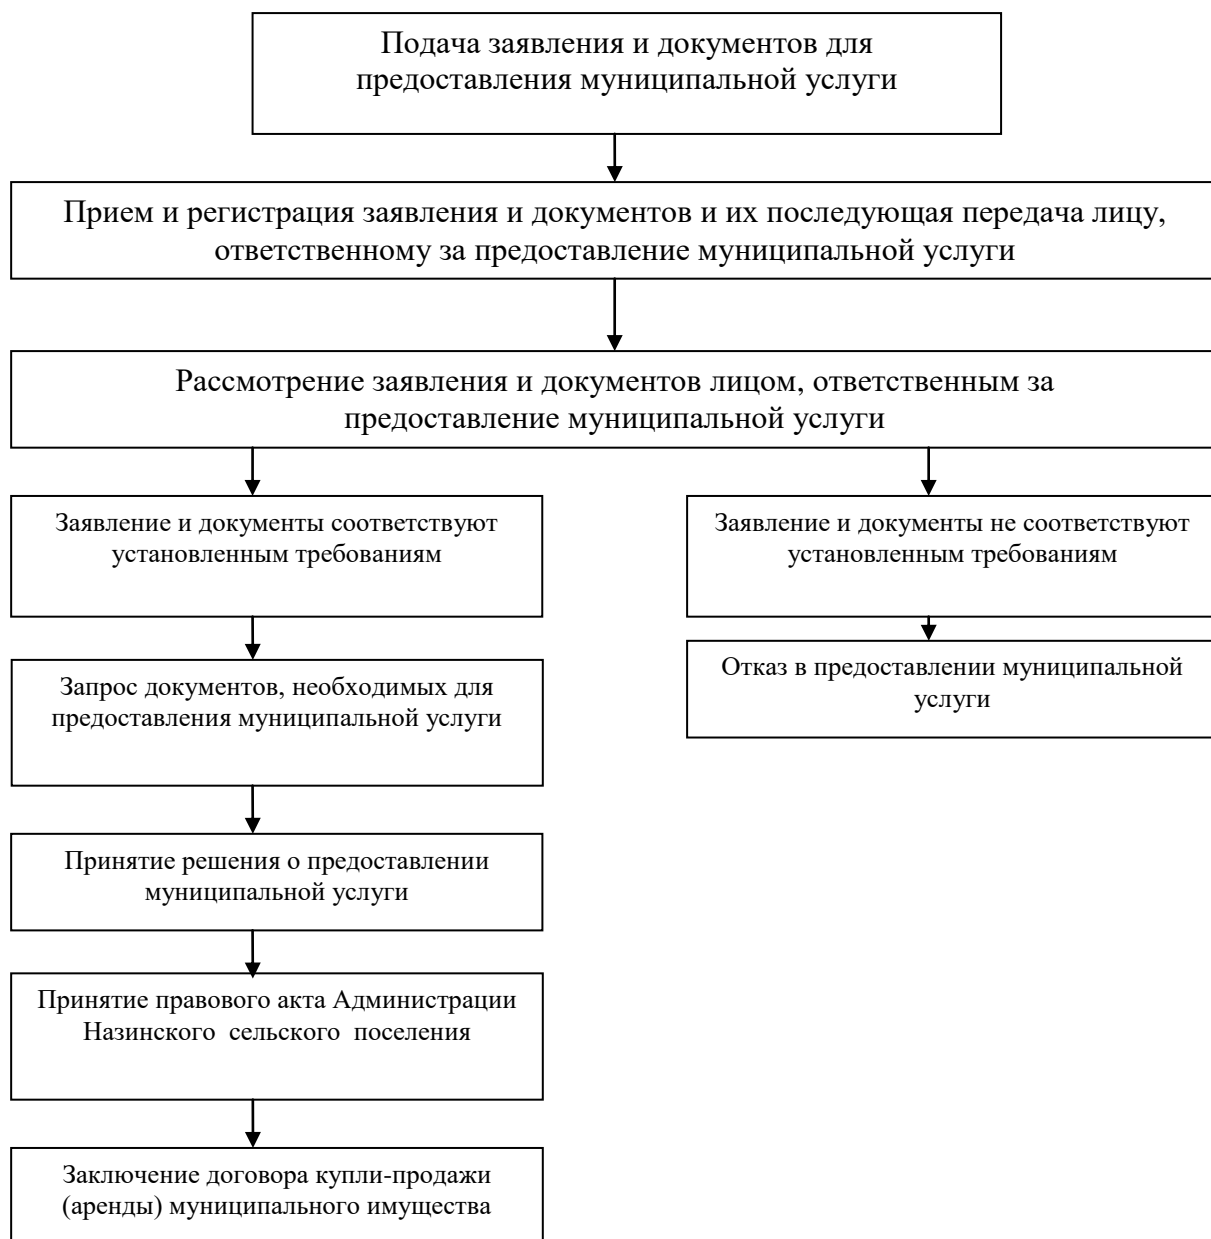 Подача заявления и документов для
предоставления муниципальной услуги
Прием и регистрация заявления и документов и их последующая передача лицу,
ответственному за предоставление муниципальной услуги
Рассмотрение заявления и документов лицом, ответственным за
предоставление муниципальной услуги
Заявление и документы соответствуют
установленным требованиям
Заявление и документы не соответствуют
установленным требованиям
Запрос документов, необходимых для
предоставления муниципальной услуги
Отказ в предоставлении муниципальной
услуги
Принятие решения о предоставлении
муниципальной услуги
Принятие правового акта Администрации
Назинского сельского поселения
Заключение договора купли-продажи
(аренды) муниципального имущества